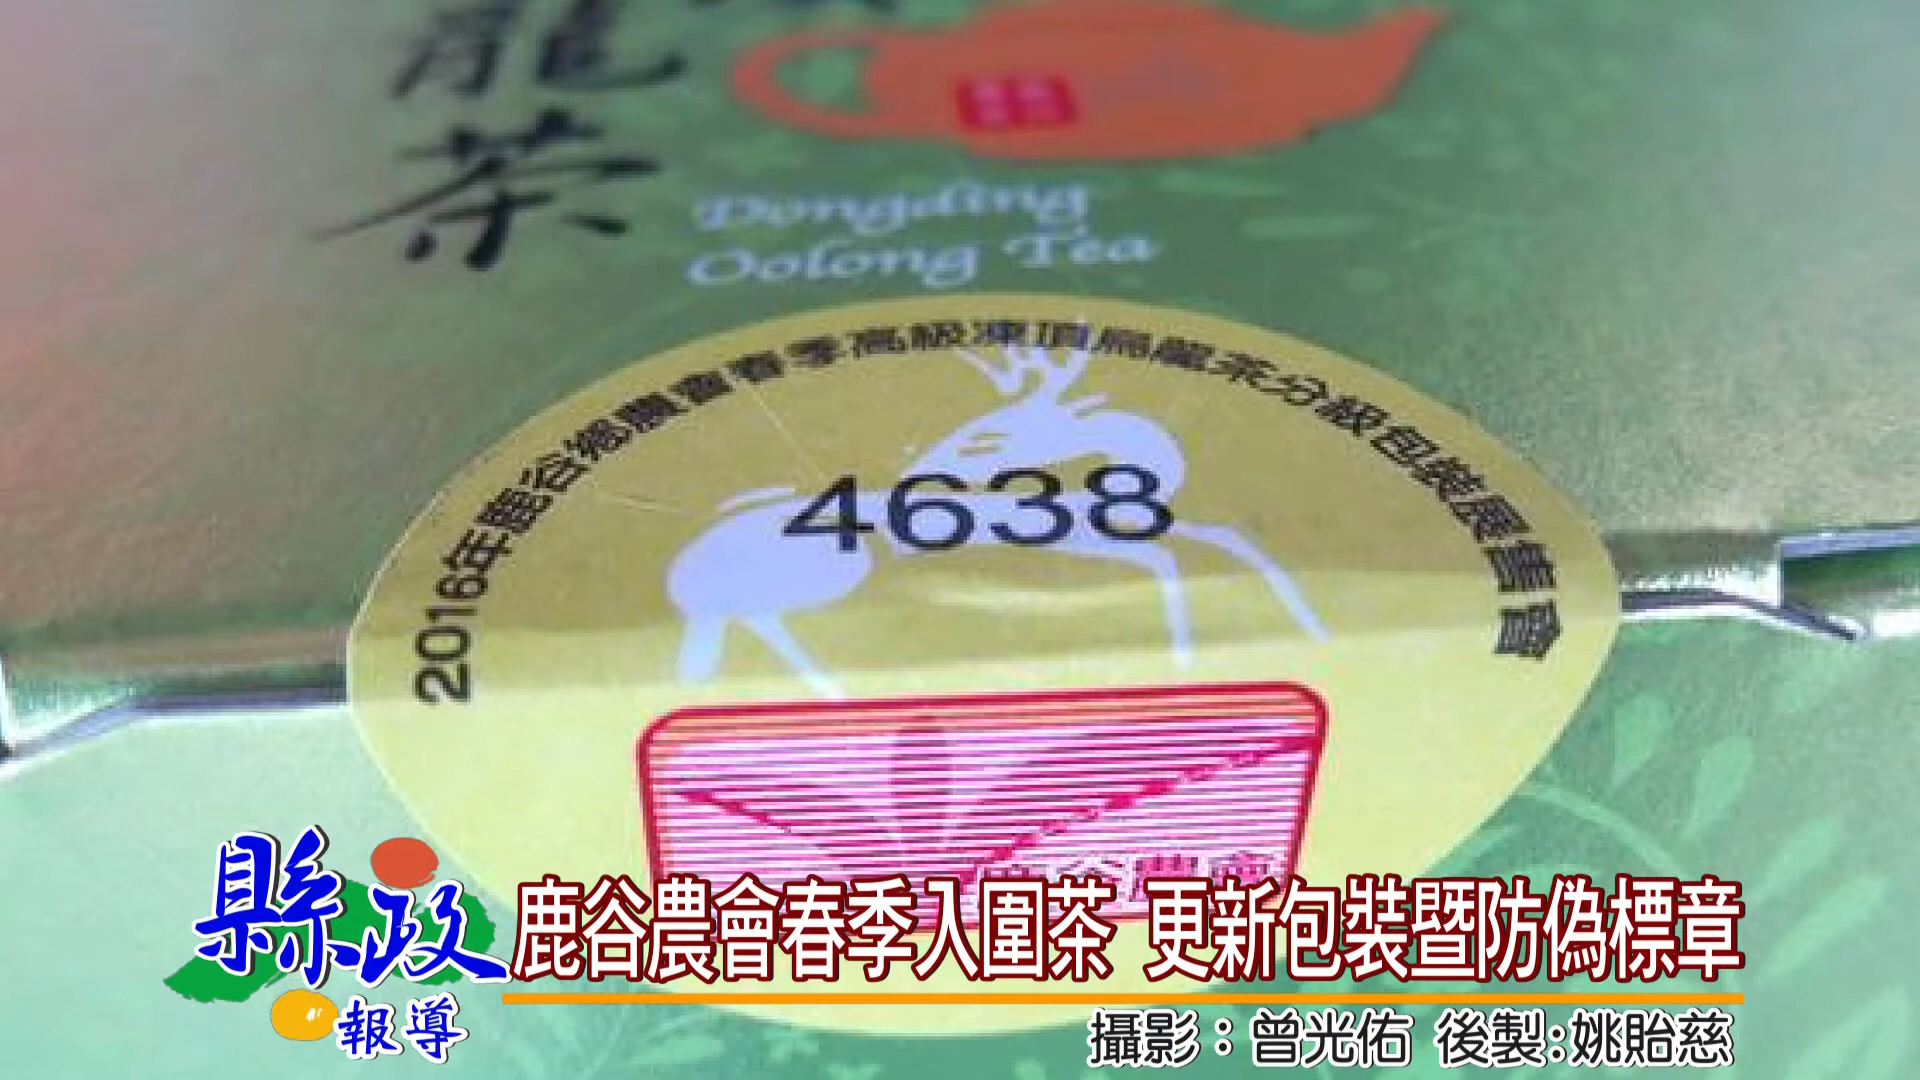 龍
茶
Dongding
Oolong Tea
2016年鹿谷鄉農會春季高級凍頂烏龍茶分級包裝展售會
4638
縣政
報導
鹿谷農會春季入圍茶 更新包裝暨防偽標章
攝影：曾光佑 後製:姚貽慈